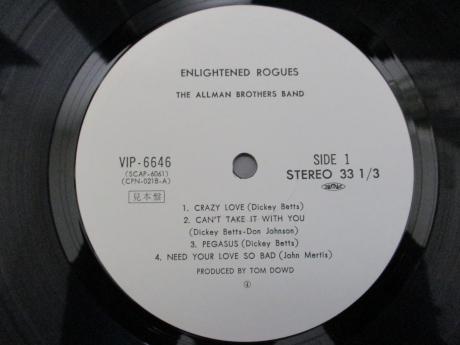 ENLIGHTENED ROGUES
THE ALLMAN BROTHERS BAND
VIP-6646
(SCAP-6061)
(CPN-0218-A)
見本盤
SIDE 1
STEREO 33 1/3
1. CRAZY LOVE (Dickey Betts)
2. CAN'T TAKE IT WITH YOU
(Dickey Betts-Don Johnson)
3. PEGASUS (Dickey Betts)
4. NEED YOUR LOVE SO BAD (John Mertis)
PRODUCED BY TOM DOWD